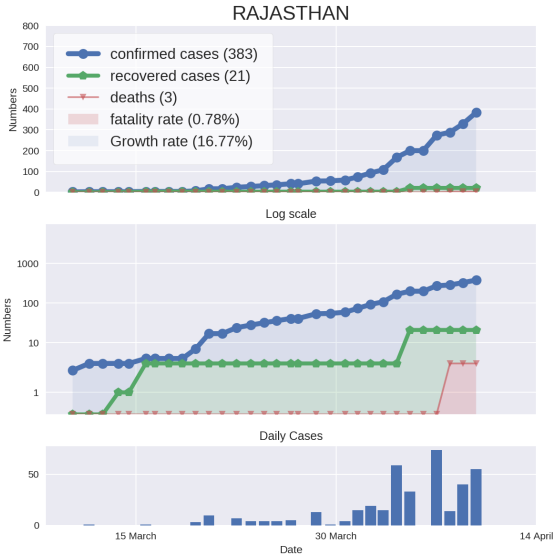 RAJASTHAN
800
700
600
500
400
300
200
100
0
Numbers
confirmed cases (383)
recovered cases (21)
deaths (3)
fatality rate (0.78%)
Growth rate (16.77%)
Log scale
1000
100
10
1
Numbers
Daily Cases
50
0
15 March
30 March
14 April
Date